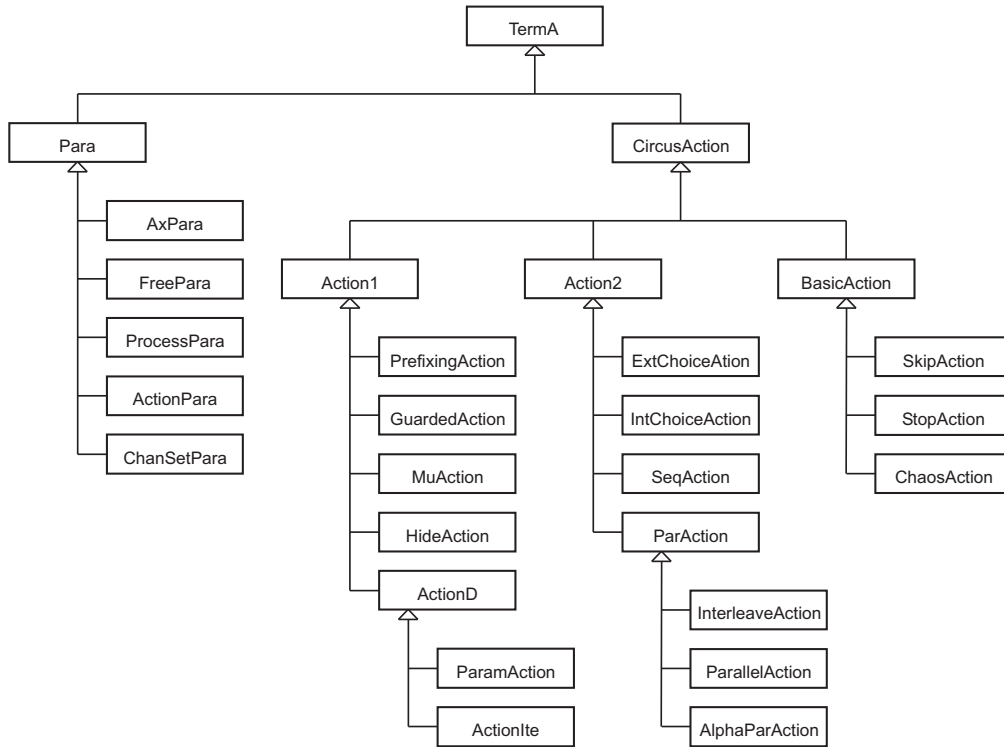 TermA
Para
CircusAction
AxPara
FreePara
ProcessPara
ActionPara
ChanSetPara
Action1
Action2
BasicAction
PrefixingAction
GuardedAction
MuAction
HideAction
ActionD
ParamAction
ActionIte
ExtChoiceAtion
IntChoiceAction
SeqAction
ParAction
InterleaveAction
ParallelAction
AlphaParAction
SkipAction
StopAction
ChaosAction